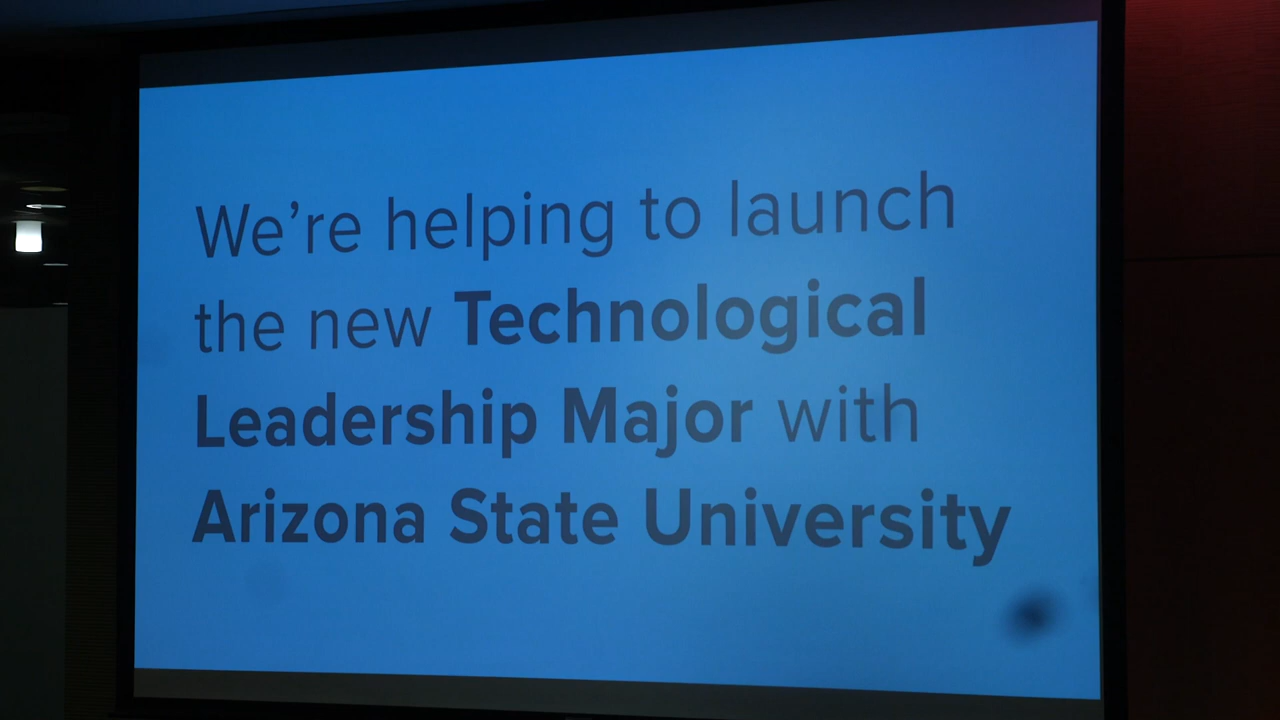 We’re helping to launch
the new Technological
Leadership Major with
Arizona State University